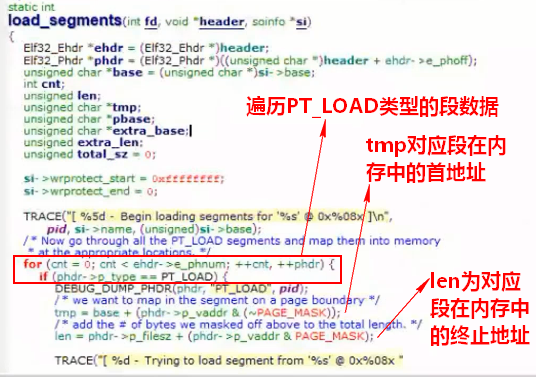 static int
load_segments(int fd, void *header, soinfo *si)
{
Elf32_Ehdr *ehdr = (Elf32_Ehdr *)header;
Elf32_Phdr *phdr = (Elf32_Phdr *)((unsigned char *)header + ehdr->e_phoff);
unsigned char *base = (unsigned char *)si->base;
int cnt;
unsigned len;
unsigned char *tmp;
unsigned char *pbase;
unsigned char *extra_base;
unsigned extra_len;
unsigned total_sz = 0;
遍历PT_LOAD类型的段数据
tmp对应段在内
存中的首地址
si->wrprotect_start = 0xffffffff;
si->wrprotect_end = 0;
TRACE("[ %5d - Begin loading segments for '%s' @ 0x%08x ]\n",
pid, si->name, (unsigned)si->base);
/* Now go through all the PT_LOAD segments and map them into memory
* at the appropriate locations. */
for (cnt = 0; cnt < ehdr->e_phnum; ++cnt, ++phdr) {
if (phdr->p_type == PT_LOAD) {
DEBUG_DUMP_PHDR(phdr, "PT_LOAD", pid);
/* we want to map in the segment on a page boundary */
tmp = base + (phdr->p_vaddr & (~PAGE_MASK));
/* add the # of bytes we masked off above to the total length. */
len = phdr->p_filesz + (phdr->p_vaddr & PAGE_MASK);
len为对应
段在内存中
的终止地址
TRACE("[ %d - Trying to load segment from '%s' @ 0x%08x "